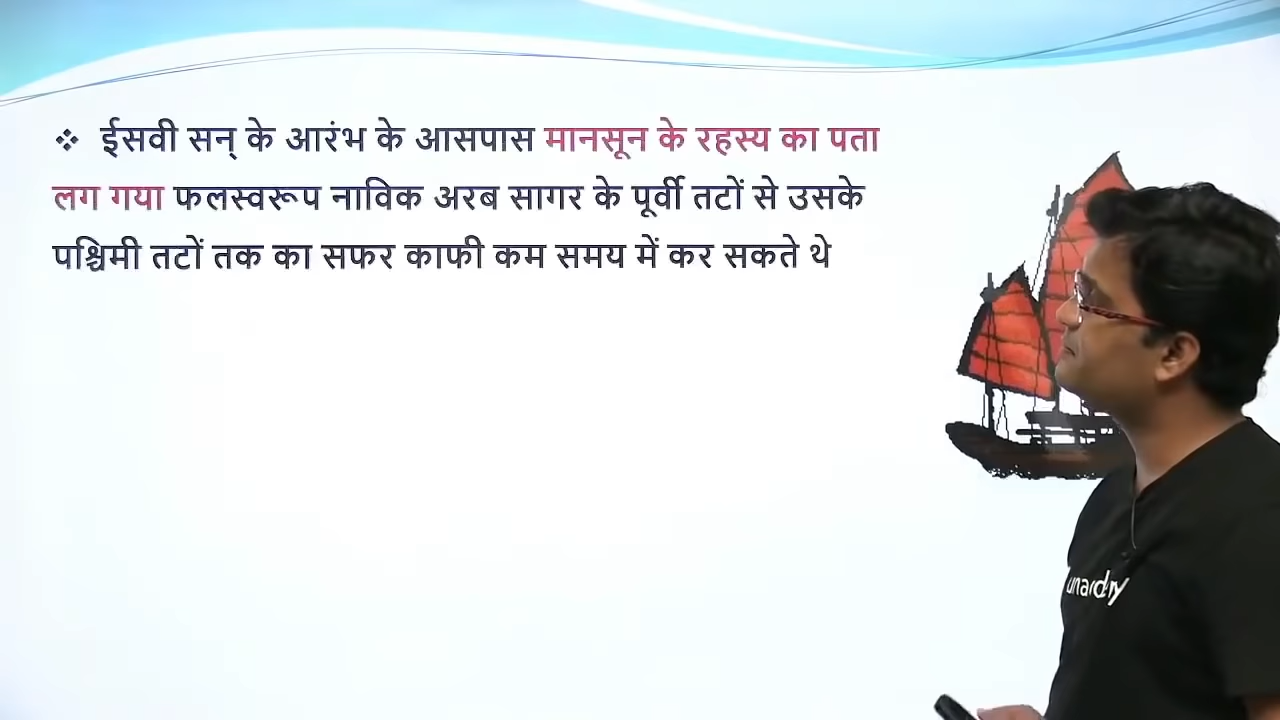 ❖ ईसवी सन् के आरंभ के आसपास मानसून के रहस्य का पता
लग गया फलस्वरूप नाविक अरब सागर के पूर्वी तटों से उसके
पश्चिमी तटों तक का सफर काफी कम समय में कर सकते थे